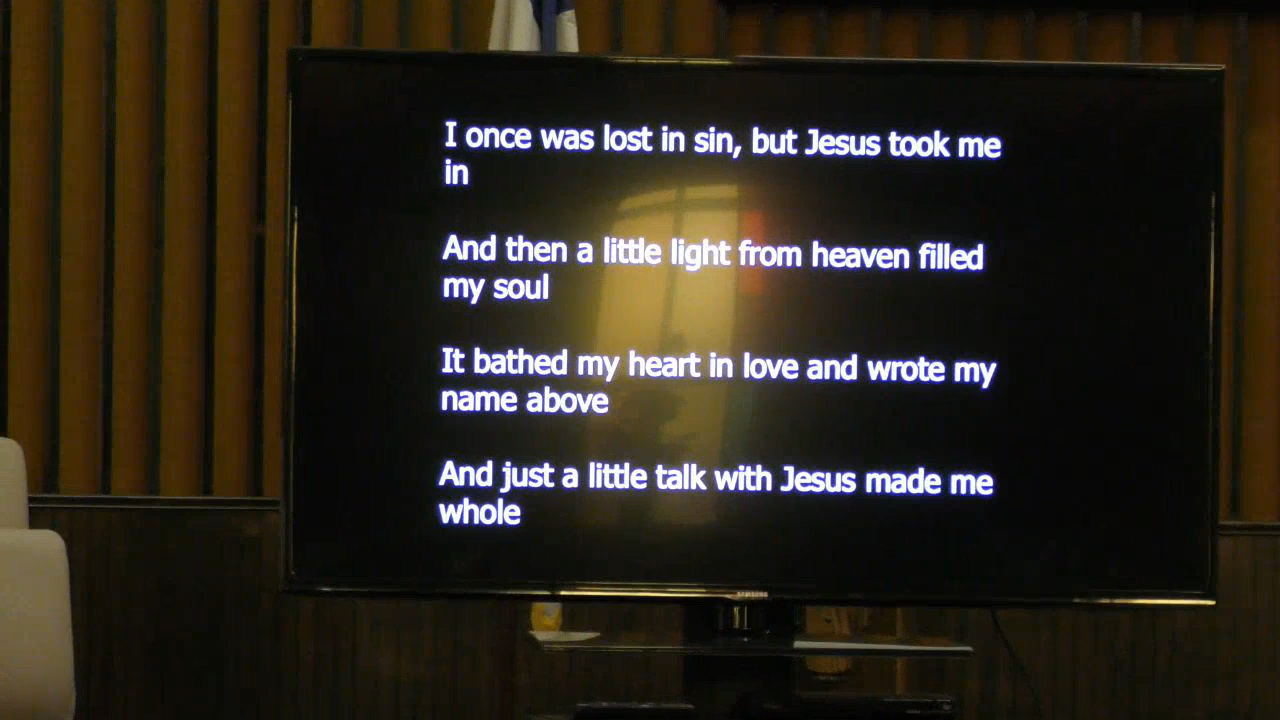 I once was lost in sin, but Jesus took me
in
And then a little light from heaven filled
my soul
It bathed my heart in love and wrote my
name above
And just a little talk with Jesus made me
whole
SAMSUNG